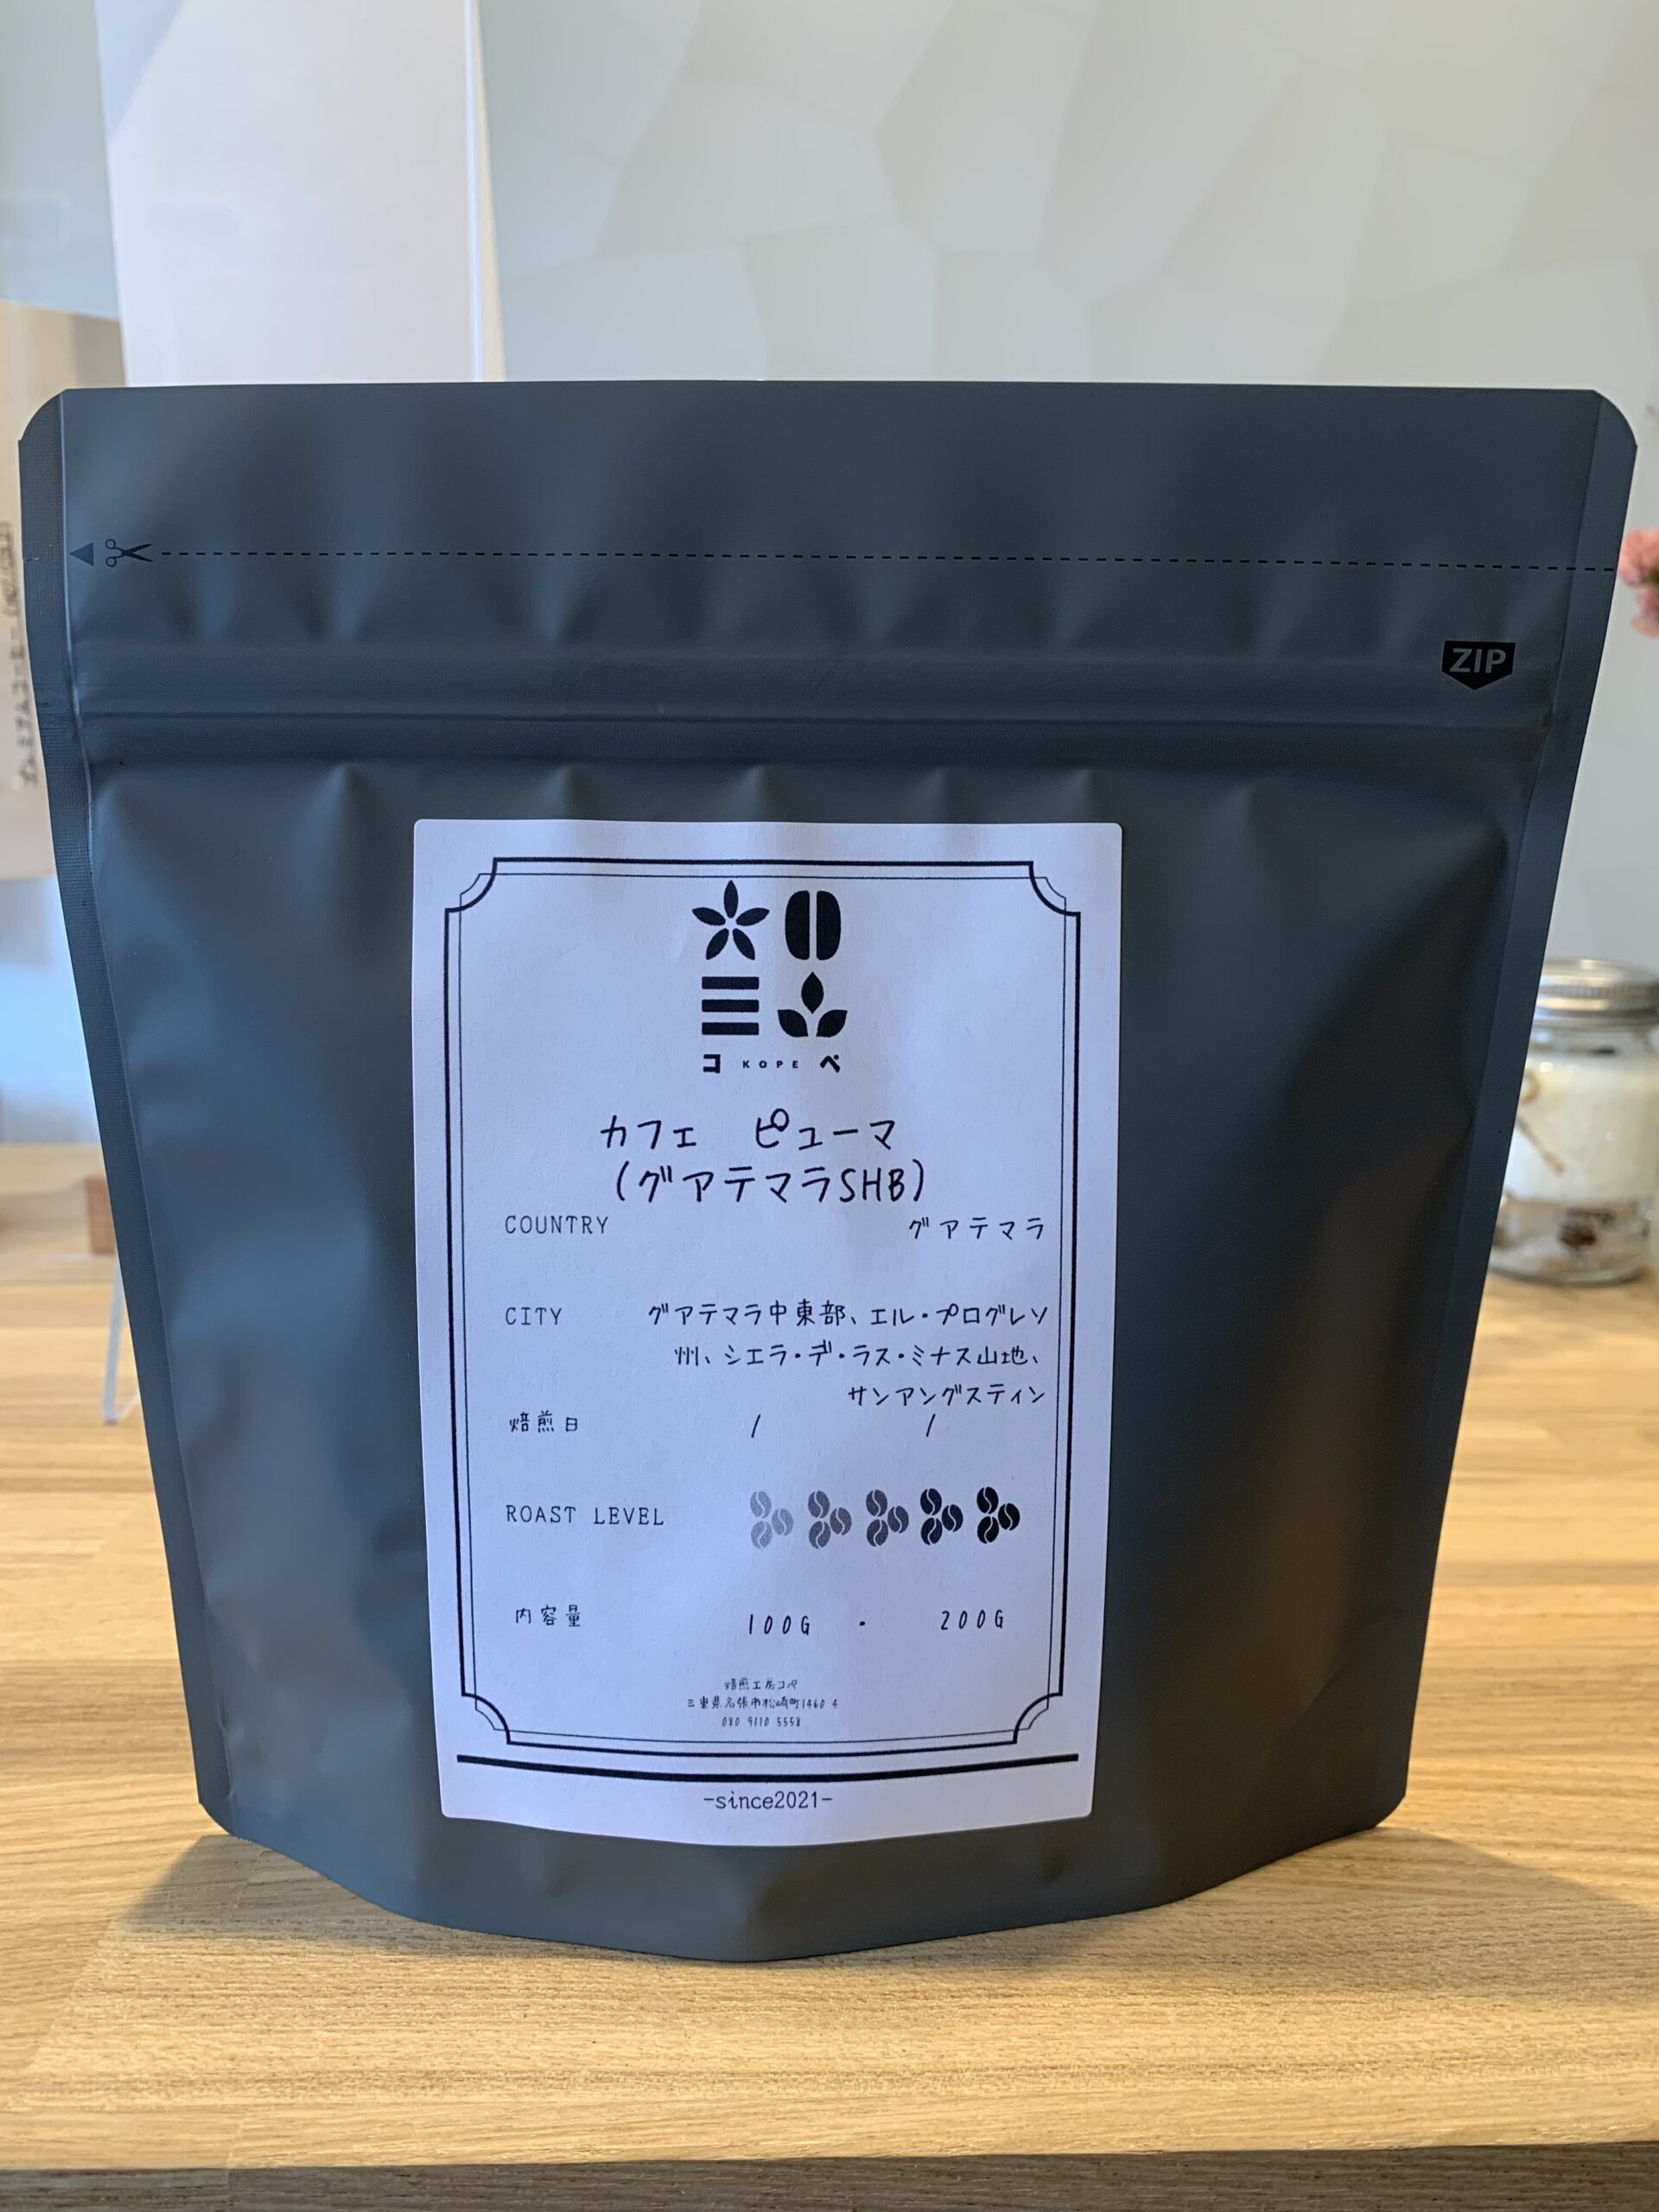 ZIP
コ KOPE ペ
カフェ ピューマ
(グアテマラSHB)
COUNTRY グアテマラ
CITY グアテマラ中東部、エル・プログレソ
州、シエラ・デ・ラス・ミナス山地、
サンアングスティン
焙煎日 / /
ROAST LEVEL
内容量 100G ・ 200G
焙煎工房コペ
三重県名張市松崎町1460 4
080 9110 5558
-since2021-